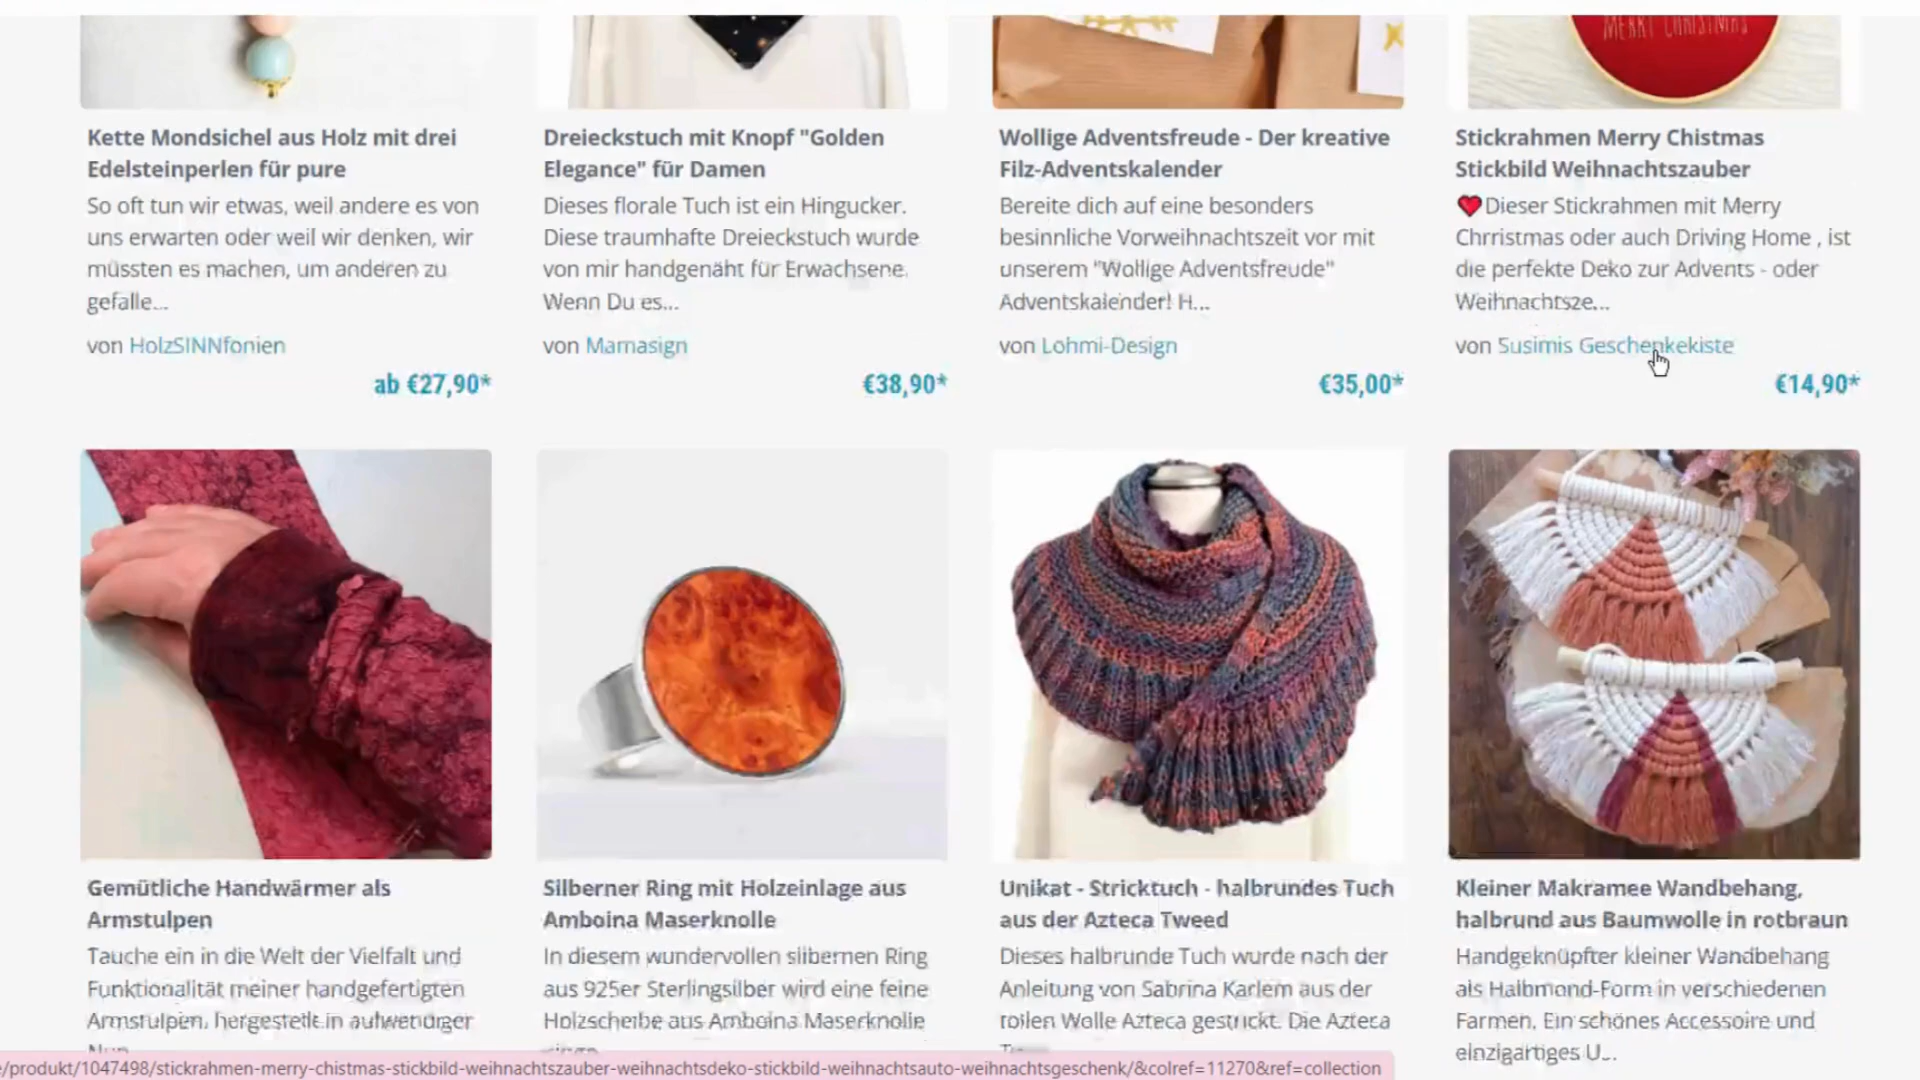 MERRY CHRISTMAS
Kette Mondsichel aus Holz mit drei
Edelsteinperlen für pure
So oft tun wir etwas, weil andere es von
uns erwarten oder weil wir denken, wir
müssten es machen, um anderen zu
gefalle...
von HolzSINNfonien
ab €27,90*
Dreieckstuch mit Knopf "Golden
Elegance" für Damen
Dieses florale Tuch ist ein Hingucker.
Diese traumhafte Dreieckstuch wurde
von mir handgenäht für Erwachsene.
Wenn Du es...
von Mamasign
€38,90*
Wollige Adventsfreude - Der kreative
Filz-Adventskalender
Bereite dich auf eine besonders
besinnliche Vorweihnachtszeit vor mit
unserem "Wollige Adventsfreude"
Adventskalender! H...
von Lohmi-Design
€35,00*
Stickrahmen Merry Chistmas
Stickbild Weihnachtszauber
❤️Dieser Stickrahmen mit Merry
Chrristmas oder auch Driving Home , ist
die perfekte Deko zur Advents - oder
Weihnachtsze...
von Susimis Geschenkekiste
€14,90*
Gemütliche Handwärmer als
Armstulpen
Tauche ein in die Welt der Vielfalt und
Funktionalität meiner handgefertigten
Armstulpen, hergestellt in aufwendiger
Silberner Ring mit Holzeinlage aus
Amboina Maserknolle
In diesem wundervollen silbernen Ring
aus 925er Sterlingsilber wird eine feine
Holzscheibe aus Amboina Maserknolle
Unikat - Stricktuch - halbrundes Tuch
aus der Azteca Tweed
Dieses halbrunde Tuch wurde nach der
Anleitung von Sabrina Karlem aus der
tollen Wolle Azteca gestrickt. Die Azteca
Kleiner Makramee Wandbehang,
halbrund aus Baumwolle in rotbraun
Handgeknüpfter kleiner Wandbehang
als Halbmond-Form in verschiedenen
Farmen. Ein schönes Accessoire und
einzigartiges U...
/produkt/1047498/stickrahmen-merry-chistmas-stickbild-weihnachtszauber-weihnachtsdeko-stickbild-weihnachtsauto-weihnachtsgeschenk/&colref=11270&ref=collection